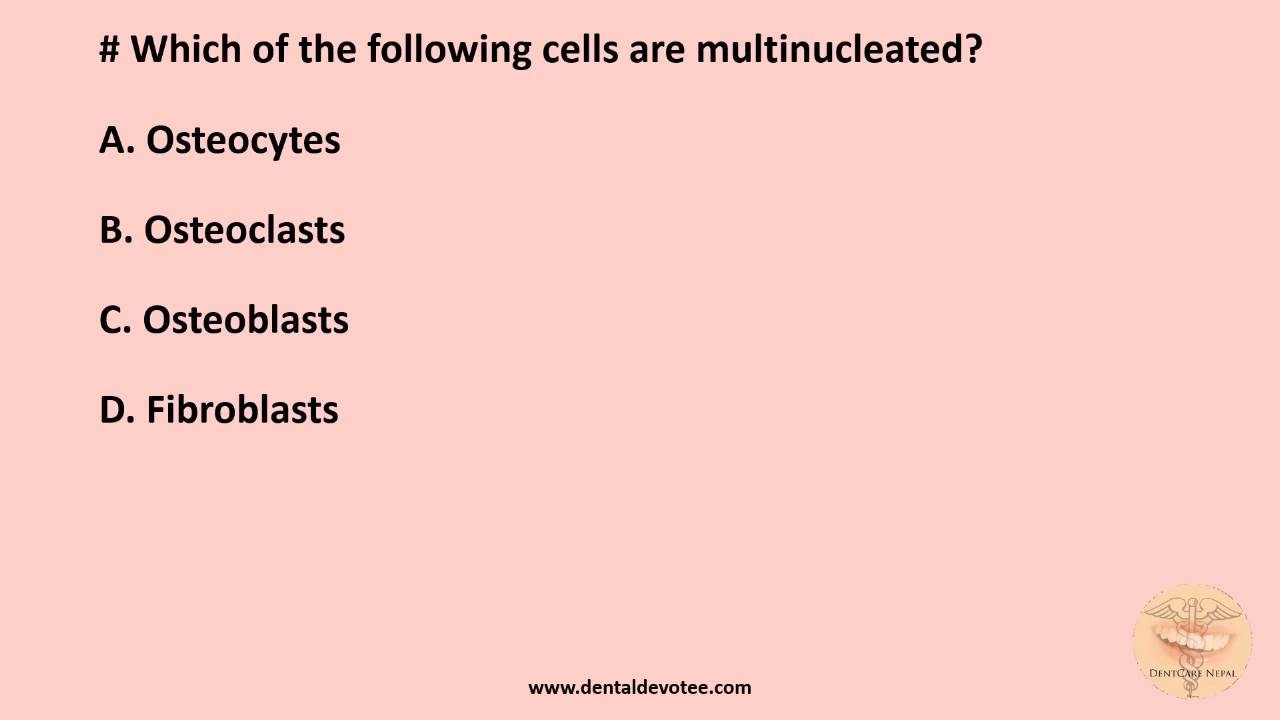 # Which of the following cells are multinucleated?
A. Osteocytes
B. Osteoclasts
C. Osteoblasts
D. Fibroblasts
DENTCARE NEPAL
www.dentaldevotee.com